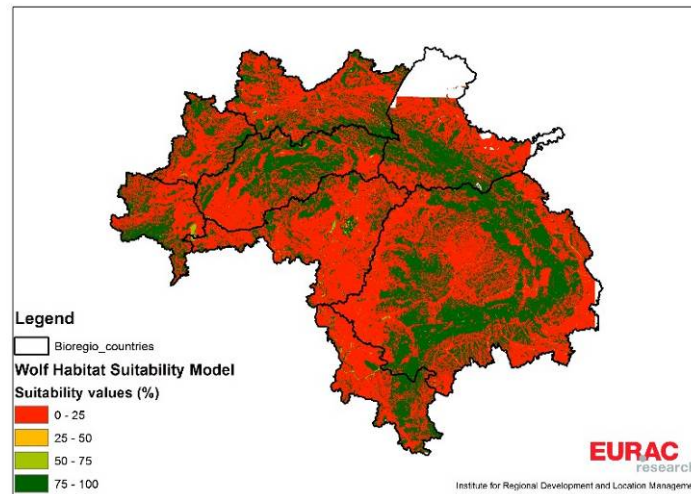 Legend
Bioregio_countries
Wolf Habitat Suitability Model
Suitability values (%)
0 - 25
25 - 50
50 - 75
75 - 100
EURAC
research
Institute for Regional Development and Location Manageme